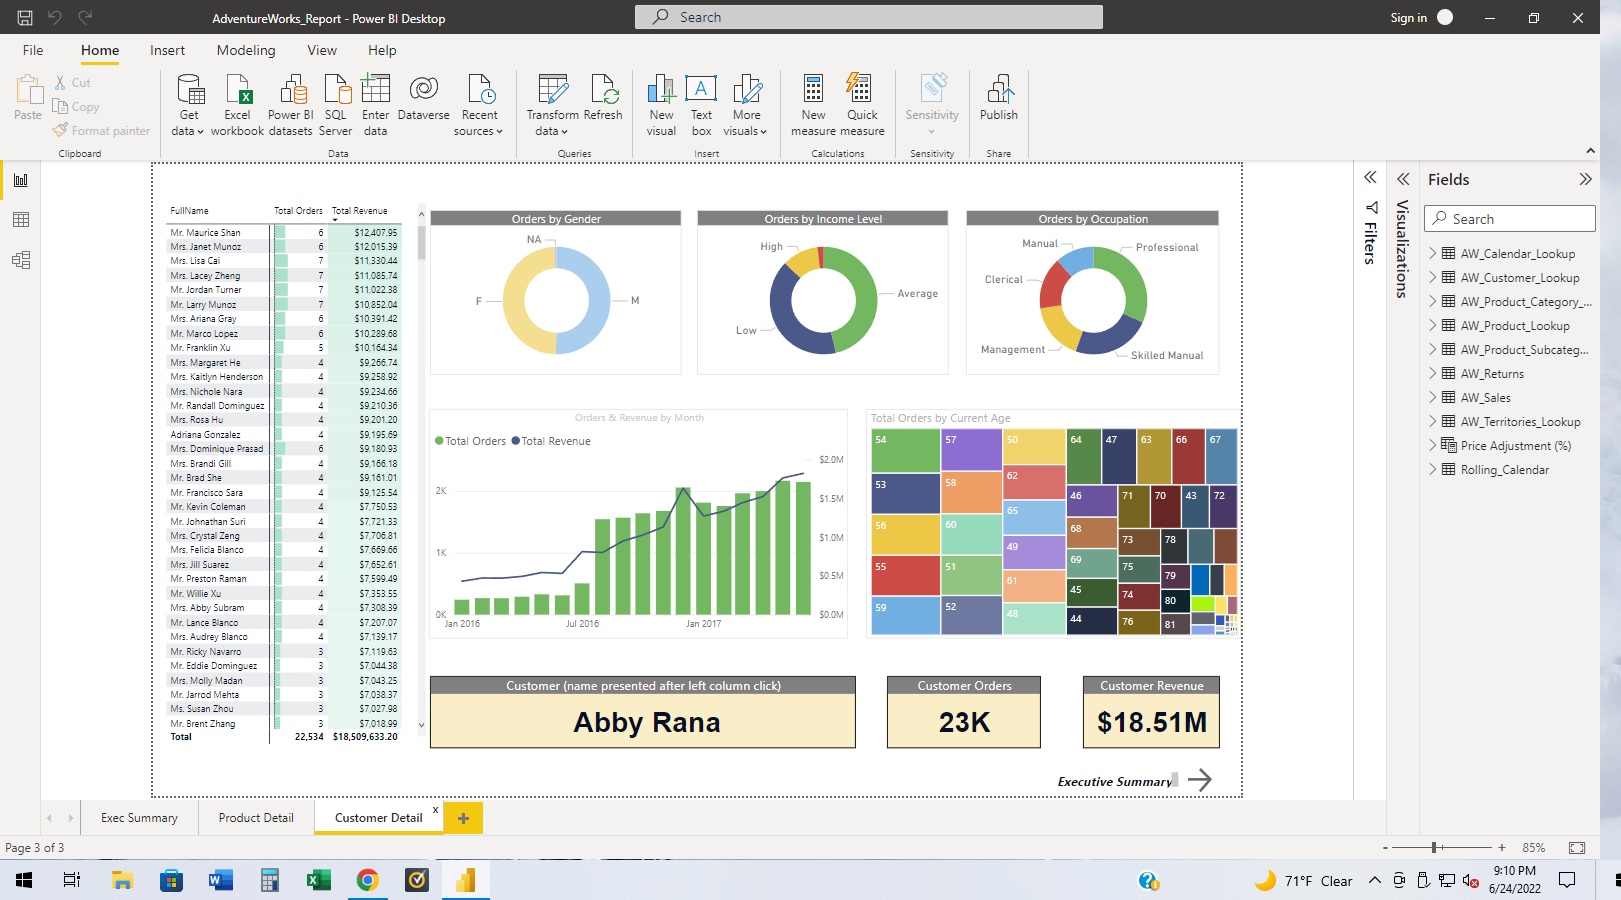 AdventureWorks_Report - Power BI Desktop
Search
Sign in
File Home Insert Modeling View Help
Paste
Cut
Copy
Format painter
Clipboard
Get data
Excel workbook
Power BI datasets
SQL Server
Enter data
Dataverse
Recent sources
Data
Transform data
Refresh
Queries
New visual
Text box
More visuals
Insert
New measure
Quick measure
Calculations
Sensitivity
Sensitivity
Publish
Share
FullName Total Orders Total Revenue
Mr. Maurice Shan 6 $12,407.95
Mrs. Janet Munoz 6 $12,015.39
Mrs. Lisa Cai 7 $11,330.44
Mrs. Lacey Zheng 7 $11,085.74
Mr. Jordan Turner 7 $11,022.38
Mr. Larry Munoz 7 $10,852.04
Mrs. Ariana Gray 6 $10,391.42
Mr. Marco Lopez 6 $10,289.68
Mr. Franklin Xu 5 $10,164.34
Mrs. Margaret He 4 $9,266.74
Mrs. Kaitlyn Henderson 4 $9,258.92
Mrs. Nichole Nara 4 $9,234.66
Mr. Randall Dominguez 4 $9,210.36
Mrs. Rosa Hu 4 $9,201.20
Adriana Gonzalez 4 $9,195.69
Mrs. Dominique Prasad 6 $9,180.93
Mrs. Brandi Gill 4 $9,166.18
Mr. Brad She 4 $9,161.01
Mr. Francisco Sara 4 $9,125.54
Mr. Kevin Coleman 4 $7,750.53
Mr. Johnathan Suri 4 $7,721.33
Mrs. Crystal Zeng 4 $7,706.81
Mrs. Felicia Blanco 4 $7,669.66
Mrs. Jill Suarez 4 $7,652.61
Mr. Preston Raman 4 $7,599.49
Mr. Willie Xu 4 $7,353.55
Mrs. Abby Subram 4 $7,308.39
Mr. Lance Blanco 4 $7,207.07
Mrs. Audrey Blanco 4 $7,139.17
Mr. Ricky Navarro 3 $7,119.63
Mr. Eddie Dominguez 3 $7,044.38
Mrs. Molly Madan 3 $7,043.25
Mr. Jarrod Mehta 3 $7,038.37
Ms. Susan Zhou 3 $7,027.98
Mr. Brent Zhang 3 $7,018.99
Total 22,534 $18,509,633.20
Orders by Gender
NA
F
M
Orders by Income Level
High
Average
Low
Orders by Occupation
Manual
Professional
Clerical
Management
Skilled Manual
Orders & Revenue by Month
Total Orders Total Revenue
2K
1K
0K
$2.0M
$1.5M
$1.0M
$0.5M
$0.0M
Jan 2016 Jul 2016 Jan 2017
Total Orders by Current Age
54 57 50 64 47 63 66 67
53 58 62 46 71 70 43 72
56 60 65 68 73 78
55 51 49 69 75 79
59 52 61 45 74 80
48 44 76 81
Customer (name presented after left column click)
Abby Rana
Customer Orders
23K
Customer Revenue
$18.51M
Executive Summary
Filters
Visualizations
Fields
Search
AW_Calendar_Lookup
AW_Customer_Lookup
AW_Product_Category_...
AW_Product_Lookup
AW_Product_Subcateg...
AW_Returns
AW_Sales
AW_Territories_Lookup
Price Adjustment (%)
Rolling_Calendar
Exec Summary Product Detail Customer Detail x +
Page 3 of 3
- + 85%
71°F Clear
9:10 PM
6/24/2022